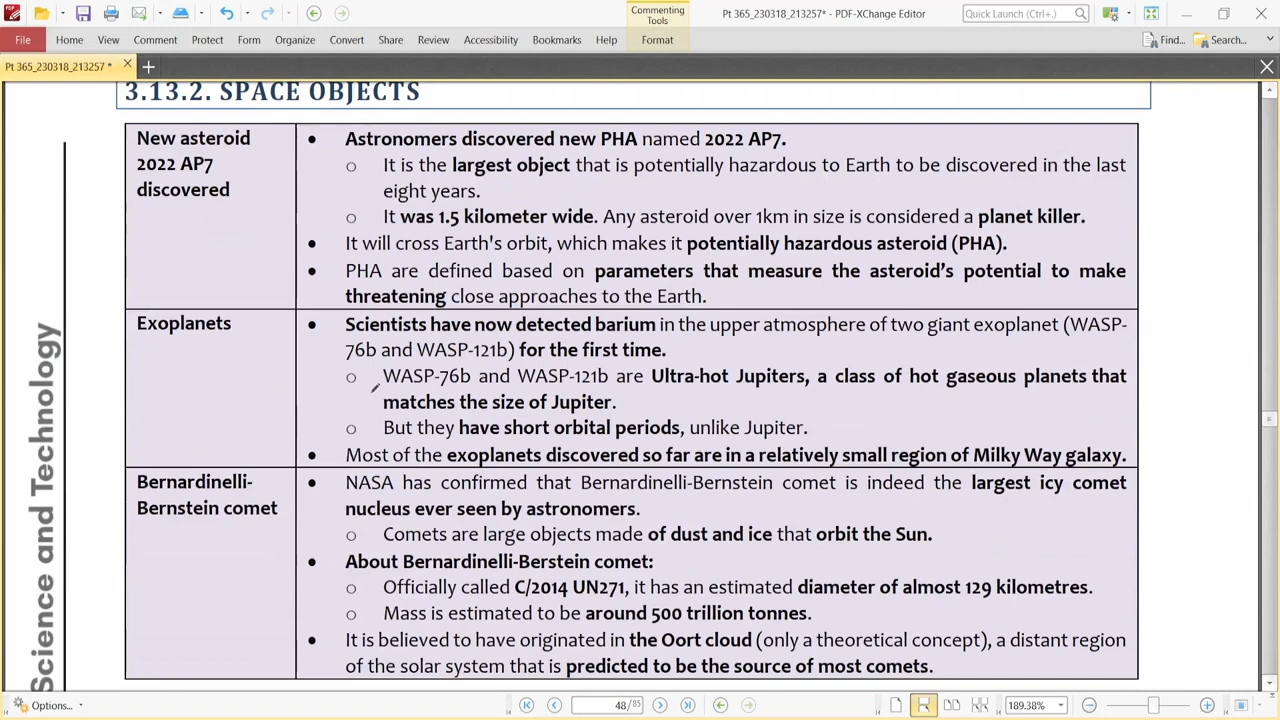 Commenting Tools
Pt 365_230318_213257* - PDF-XChange Editor
Quick Launch (Ctrl+.)
File
Home
View
Comment
Protect
Form
Organize
Convert
Share
Review
Accessibility
Bookmarks
Help
Format
Find...
Search...
Pt 365_230318_213257 *
3.13.2. SPACE OBJECTS
New asteroid
2022 AP7
discovered
• Astronomers discovered new PHA named 2022 AP7.
○ It is the largest object that is potentially hazardous to Earth to be discovered in the last
eight years.
○ It was 1.5 kilometer wide. Any asteroid over 1km in size is considered a planet killer.
• It will cross Earth's orbit, which makes it potentially hazardous asteroid (PHA).
• PHA are defined based on parameters that measure the asteroid's potential to make
threatening close approaches to the Earth.
Exoplanets
• Scientists have now detected barium in the upper atmosphere of two giant exoplanet (WASP-
76b and WASP-121b) for the first time.
○ WASP-76b and WASP-121b are Ultra-hot Jupiters, a class of hot gaseous planets that
matches the size of Jupiter.
○ But they have short orbital periods, unlike Jupiter.
• Most of the exoplanets discovered so far are in a relatively small region of Milky Way galaxy.
Bernardinelli-
Bernstein comet
• NASA has confirmed that Bernardinelli-Bernstein comet is indeed the largest icy comet
nucleus ever seen by astronomers.
○ Comets are large objects made of dust and ice that orbit the Sun.
• About Bernardinelli-Berstein comet:
○ Officially called C/2014 UN271, it has an estimated diameter of almost 129 kilometres.
○ Mass is estimated to be around 500 trillion tonnes.
• It is believed to have originated in the Oort cloud (only a theoretical concept), a distant region
of the solar system that is predicted to be the source of most comets.
Science and Technology
Options...
48 / 85
189.38%